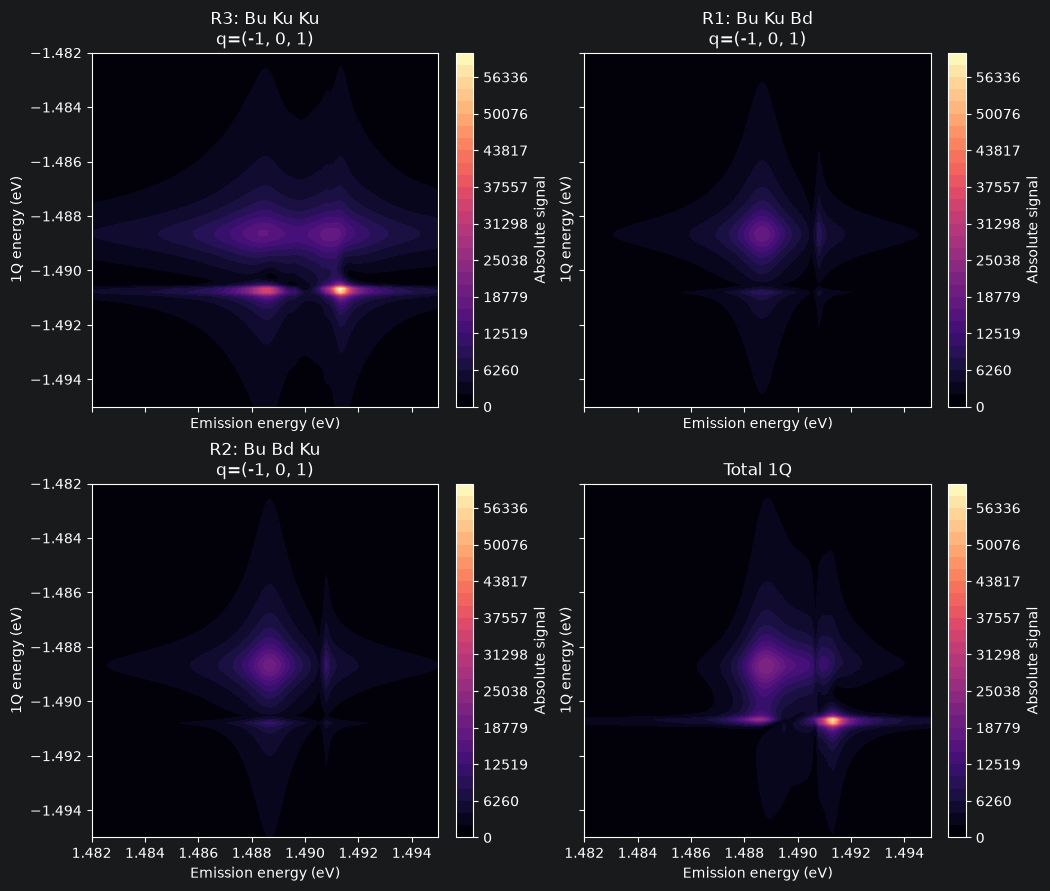 R3: Bu Ku Ku
q=(-1, 0, 1)
−1.482
−1.484
−1.486
−1.488
−1.490
−1.492
−1.494
1Q energy (eV)
Emission energy (eV)
56336
50076
43817
37557
31298
25038
18779
12519
6260
0
Absolute signal
R1: Bu Ku Bd
q=(-1, 0, 1)
1Q energy (eV)
Emission energy (eV)
56336
50076
43817
37557
31298
25038
18779
12519
6260
0
Absolute signal
R2: Bu Bd Ku
q=(-1, 0, 1)
−1.482
−1.484
−1.486
−1.488
−1.490
−1.492
−1.494
1Q energy (eV)
1.482 1.484 1.486 1.488 1.490 1.492 1.494
Emission energy (eV)
56336
50076
43817
37557
31298
25038
18779
12519
6260
0
Absolute signal
Total 1Q
1Q energy (eV)
1.482 1.484 1.486 1.488 1.490 1.492 1.494
Emission energy (eV)
56336
50076
43817
37557
31298
25038
18779
12519
6260
0
Absolute signal